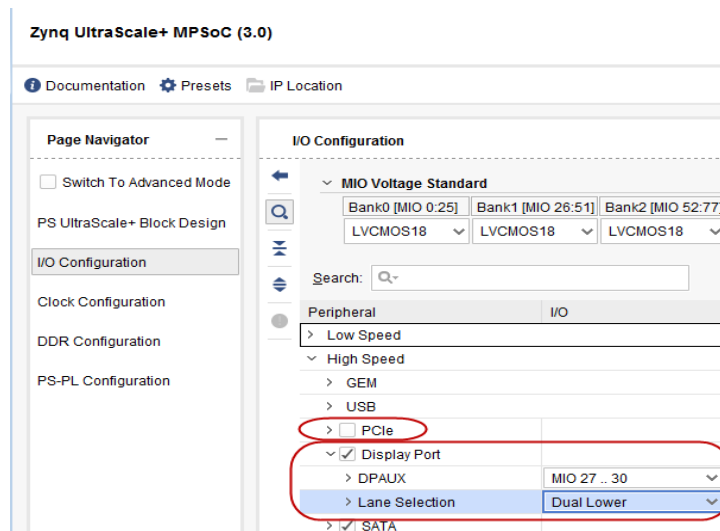 Zynq UltraScale+ MPSoC (3.0)
Documentation Presets IP Location
Page Navigator
Switch To Advanced Mode
PS UltraScale+ Block Design
I/O Configuration
Clock Configuration
DDR Configuration
PS-PL Configuration
I/O Configuration
MIO Voltage Standard
Bank0 [MIO 0:25] Bank1 [MIO 26:51] Bank2 [MIO 52:77]
LVCMOS18 LVCMOS18 LVCMOS18
Search:
Peripheral I/O
Low Speed
High Speed
GEM
USB
PCIe
Display Port
DPAUX MIO 27 .. 30
Lane Selection Dual Lower
SATA